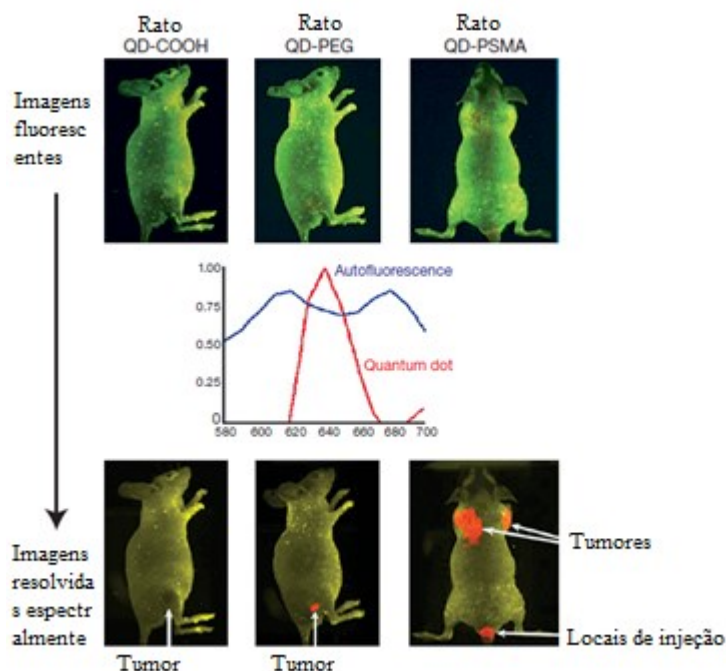 Rato
QD-COOH
Rato
QD-PEG
Rato
QD-PSMA
Imagens
fluoresc
entes
1.00
0.75
0.50
0.25
0
Autofluorescence
Quantum dot
580 600 620 640 660 680 700
Imagens
resolvida
s espectr
almente
Tumores
Locais de injeção
Tumor
Tumor